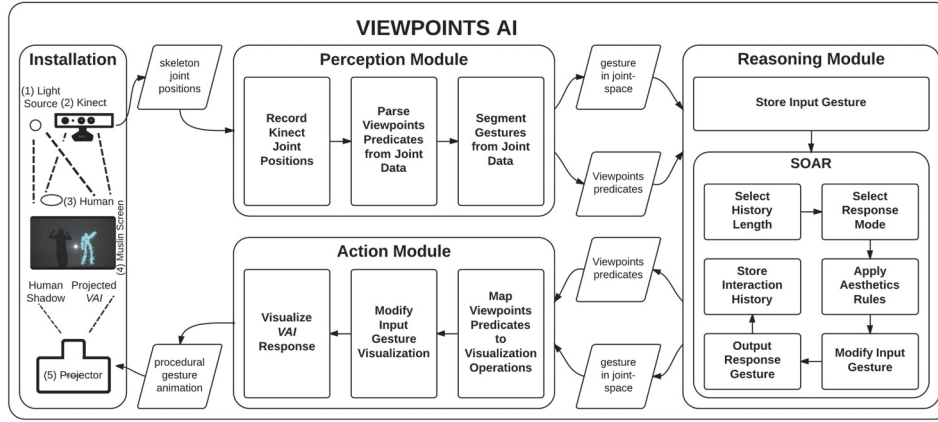 VIEWPOINTS AI
Installation
(1) Light
Source
(2) Kinect
(3) Human
(4) Muslin Screen
Human
Shadow
Projected
VAI
(5) Projector
skeleton
joint
positions
Perception Module
Record
Kinect
Joint
Positions
Parse
Viewpoints
Predicates
from Joint
Data
Segment
Gestures
from Joint
Data
gesture
in joint-
space
Viewpoints
predicates
Reasoning Module
Store Input Gesture
SOAR
Select
History
Length
Select
Response
Mode
Store
Interaction
History
Apply
Aesthetics
Rules
Output
Response
Gesture
Modify Input
Gesture
Action Module
Visualize
VAI
Response
Modify
Input
Gesture
Visualization
Map
Viewpoints
Predicates
to
Visualization
Operations
Viewpoints
predicates
gesture
in joint-
space
procedural
gesture
animation